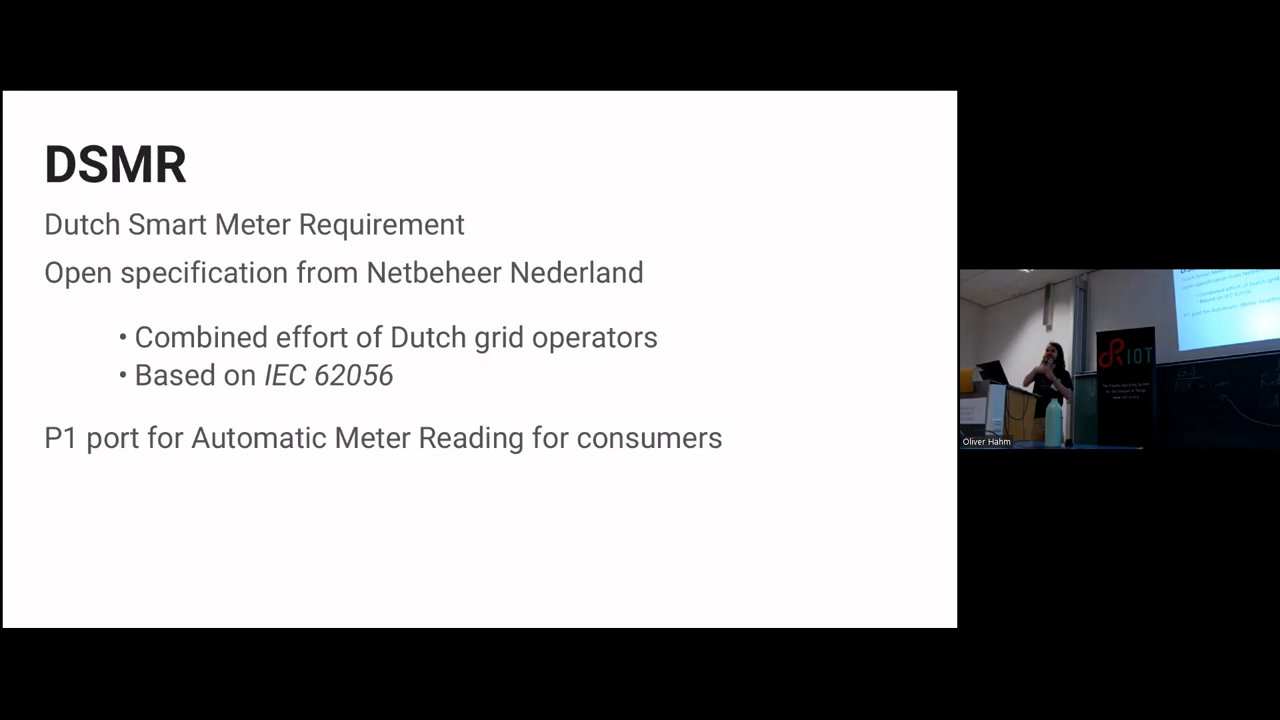 DSMR
Dutch Smart Meter Requirement
Open specification from Netbeheer Nederland
• Combined effort of Dutch grid operators
• Based on IEC 62056
P1 port for Automatic Meter Reading for consumers
RIOT
Oliver Hahm